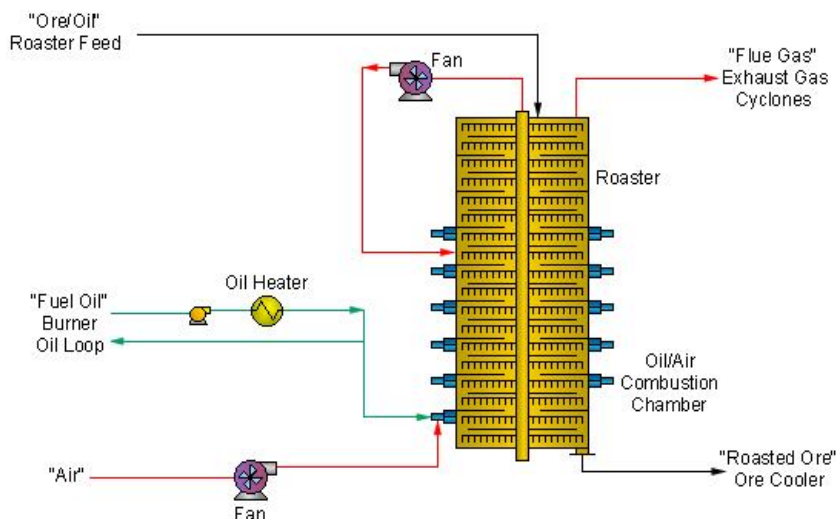 "Ore/Oil"
Roaster Feed
Fan
"Flue Gas"
Exhaust Gas
Cyclones
Roaster
Oil Heater
"Fuel Oil"
Burner
Oil Loop
Oil/Air
Combustion
Chamber
"Air"
Fan
"Roasted Ore"
Ore Cooler